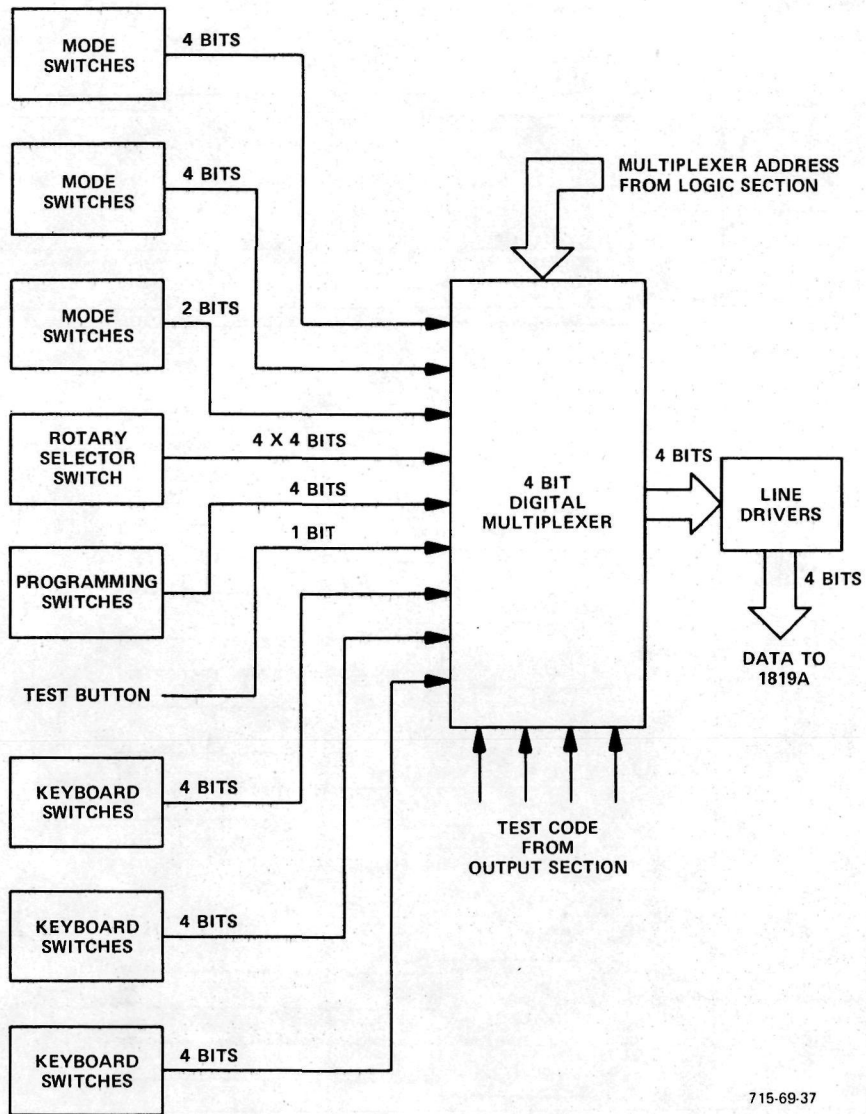 MODE
SWITCHES
4 BITS
MODE
SWITCHES
4 BITS
MULTIPLEXER ADDRESS
FROM LOGIC SECTION
MODE
SWITCHES
2 BITS
ROTARY
SELECTOR
SWITCH
4 X 4 BITS
PROGRAMMING
SWITCHES
4 BITS
TEST BUTTON
1 BIT
4 BIT
DIGITAL
MULTIPLEXER
4 BITS
LINE
DRIVERS
4 BITS
DATA TO
1819A
KEYBOARD
SWITCHES
4 BITS
KEYBOARD
SWITCHES
4 BITS
KEYBOARD
SWITCHES
4 BITS
TEST CODE
FROM
OUTPUT SECTION
715-69-37